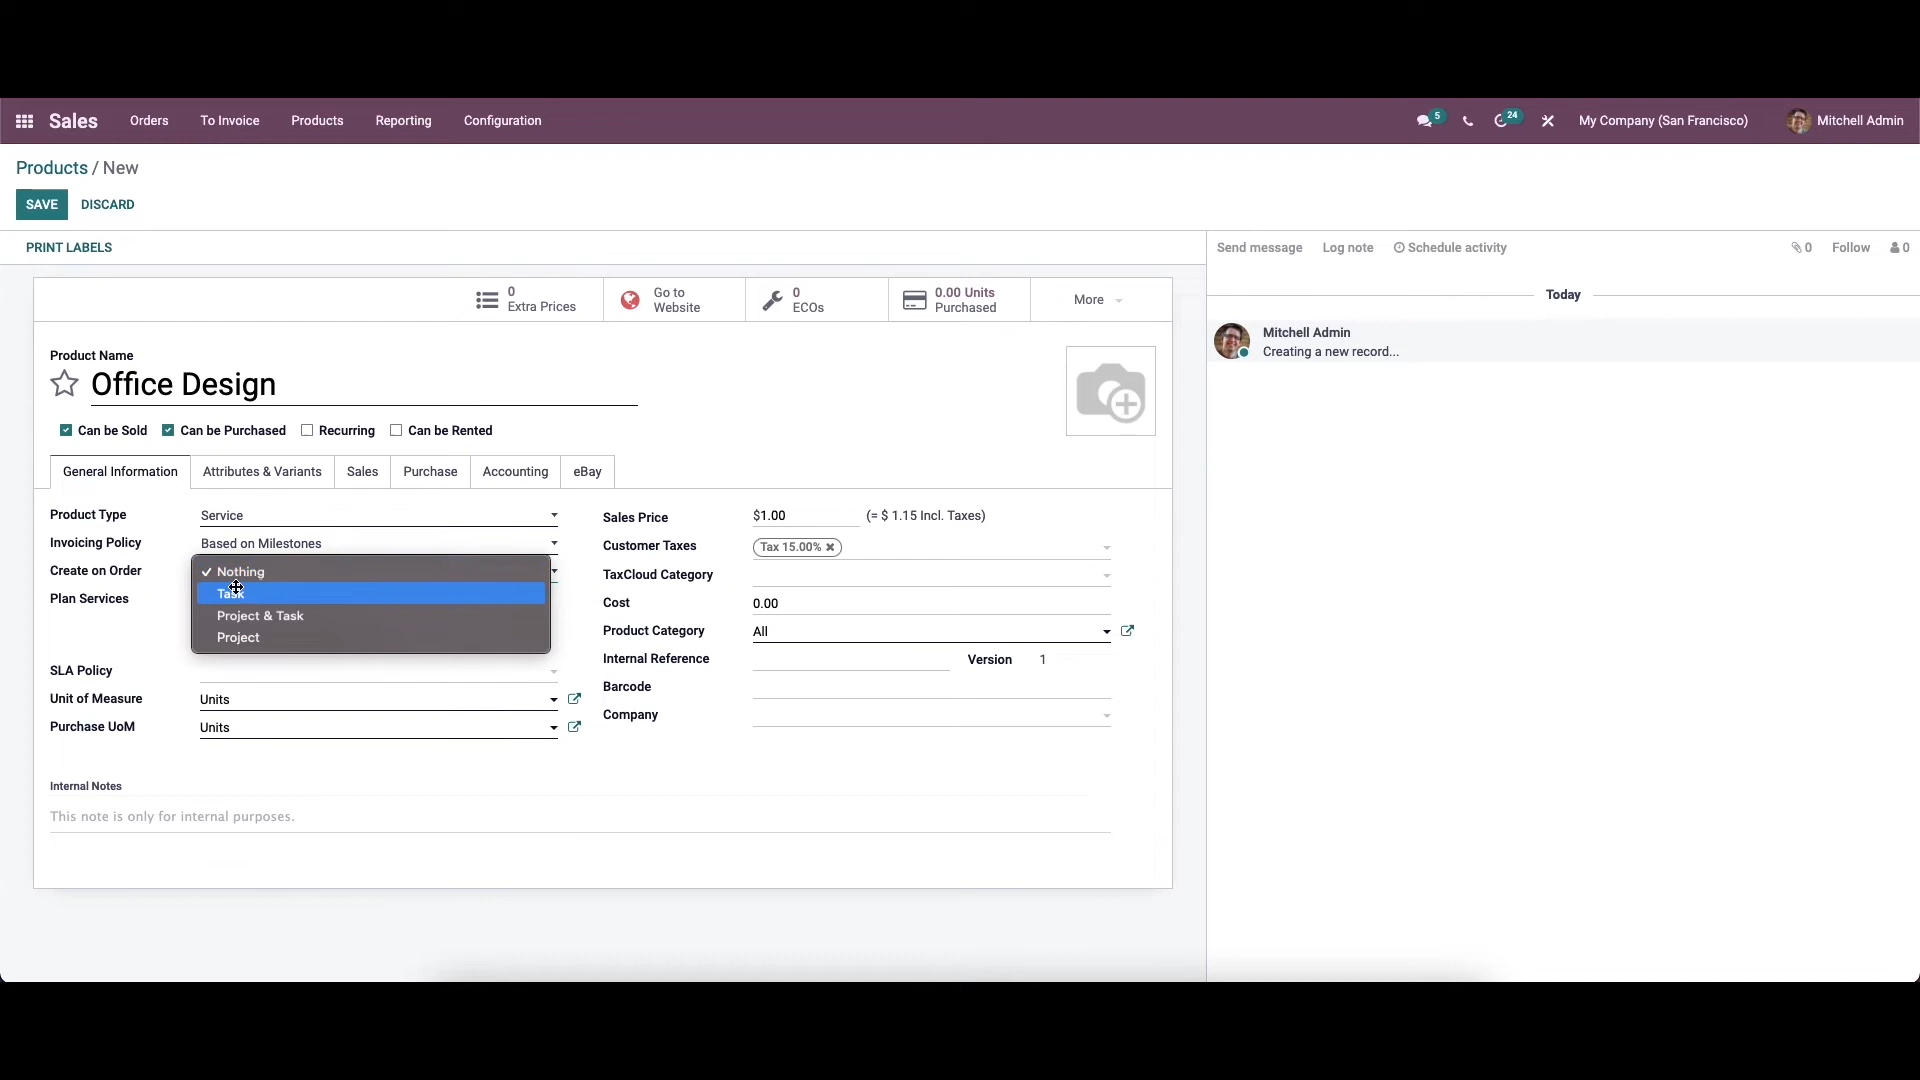 Sales Orders To Invoice Products Reporting Configuration 5 24 My Company (San Francisco) Mitchell Admin
Products / New
SAVE DISCARD
PRINT LABELS
Send message Log note Schedule activity 0 Follow 0
0
Extra Prices
Go to
Website
0
ECOs
0.00 Units
Purchased
More
Today
Mitchell Admin
Creating a new record...
Product Name
Office Design
Can be Sold Can be Purchased Recurring Can be Rented
General Information Attributes & Variants Sales Purchase Accounting eBay
Product Type Service
Invoicing Policy Based on Milestones
Create on Order Nothing
Task
Project & Task
Project
Plan Services
SLA Policy
Unit of Measure Units
Purchase UoM Units
Sales Price $1.00 (= $ 1.15 Incl. Taxes)
Customer Taxes Tax 15.00%
TaxCloud Category
Cost 0.00
Product Category All
Internal Reference Version 1
Barcode
Company
Internal Notes
This note is only for internal purposes.